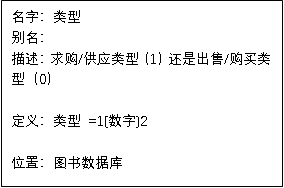 名字：类型
别名：
描述：求购/供应类型（1）还是出售/购买类
型（0）
定义：类型 =1[数字]2
位置：图书数据库